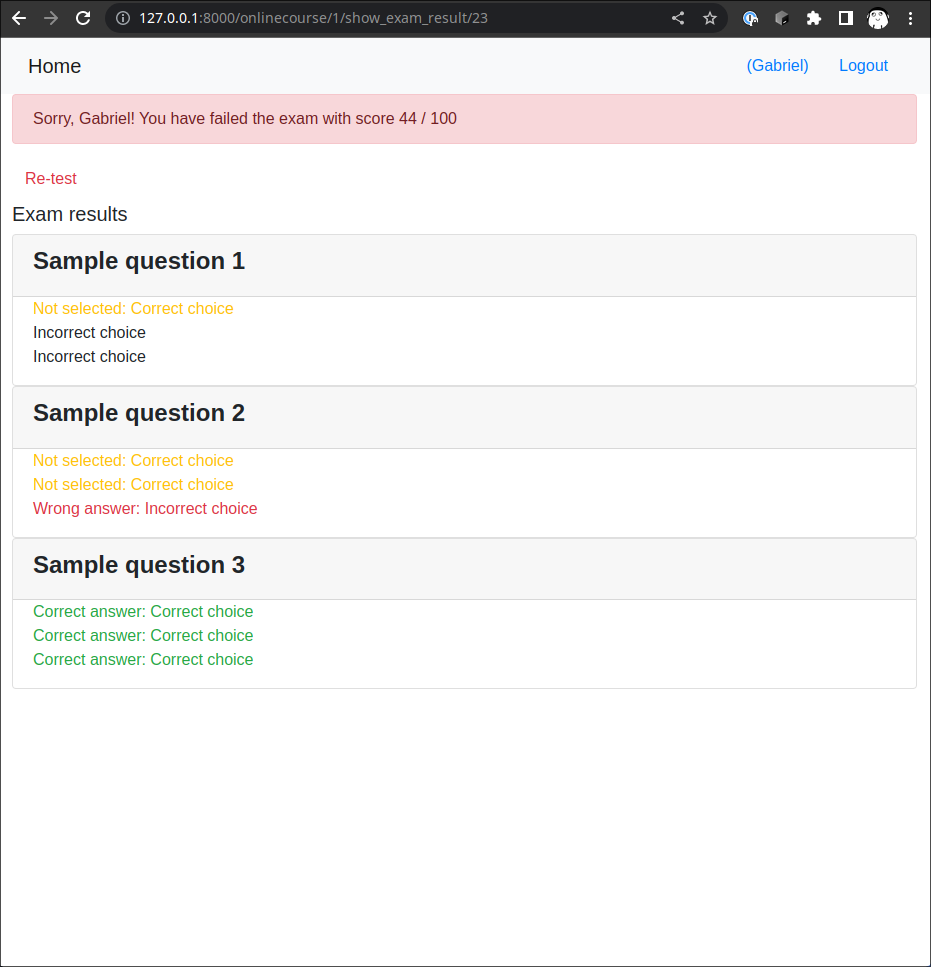 127.0.0.1:8000/onlinecourse/1/show_exam_result/23
Home (Gabriel) Logout
Sorry, Gabriel! You have failed the exam with score 44 / 100
Re-test
Exam results
Sample question 1
Not selected: Correct choice
Incorrect choice
Incorrect choice
Sample question 2
Not selected: Correct choice
Not selected: Correct choice
Wrong answer: Incorrect choice
Sample question 3
Correct answer: Correct choice
Correct answer: Correct choice
Correct answer: Correct choice